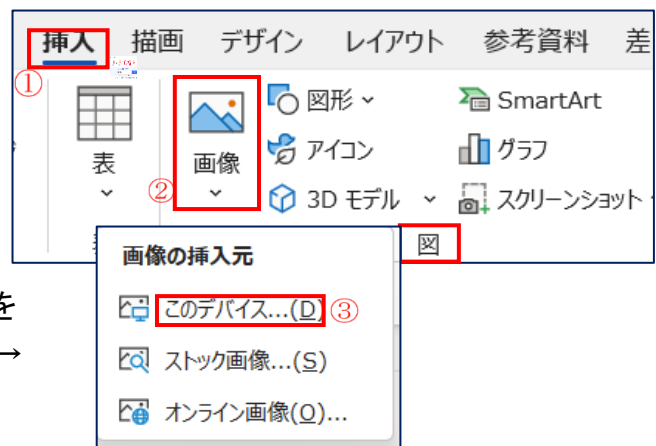 挿入 描画 デザイン レイアウト 参考資料 差
①
表
②
画像
図形
アイコン
3D モデル
SmartArt
グラフ
スクリーンショット
図
画像の挿入元
このデバイス...(D) ③
ストック画像...(S)
オンライン画像(O)...
を
→